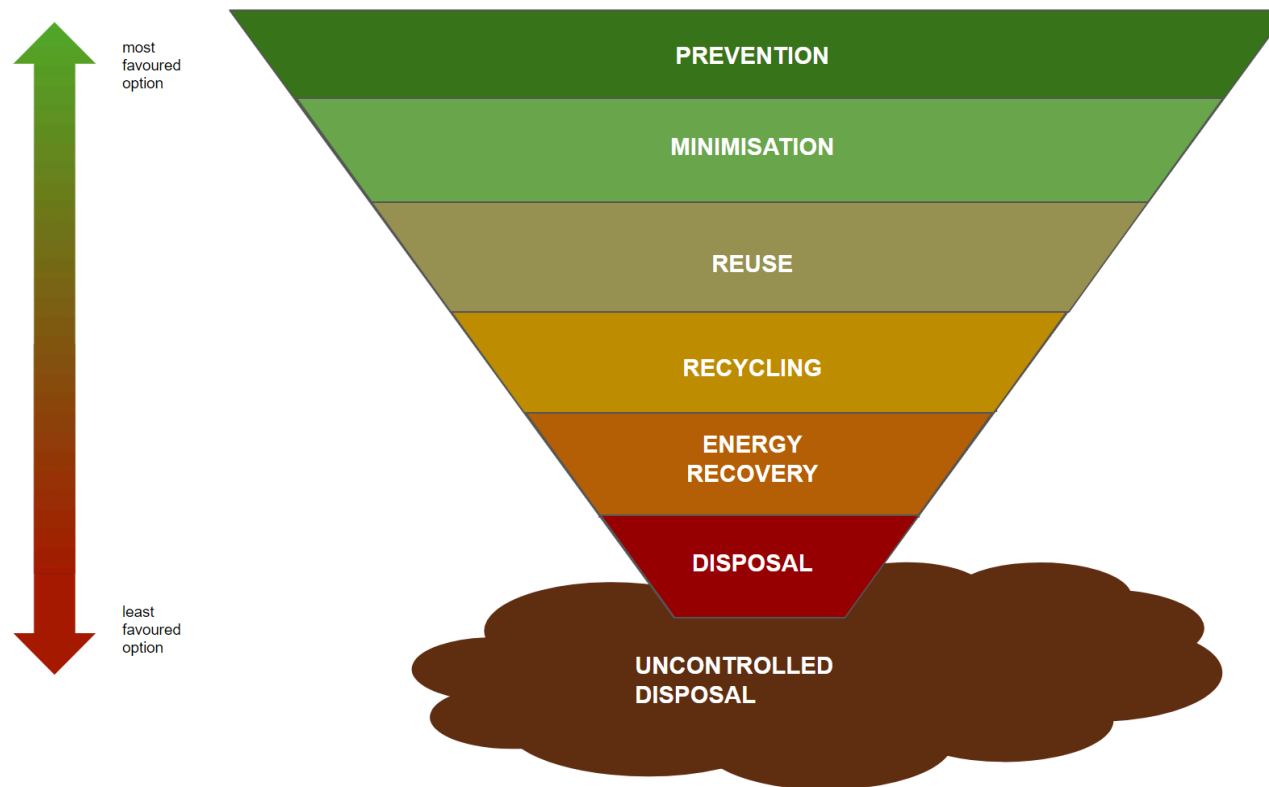 most
favoured
option
PREVENTION
MINIMISATION
REUSE
RECYCLING
ENERGY
RECOVERY
DISPOSAL
least
favoured
option
UNCONTROLLED
DISPOSAL